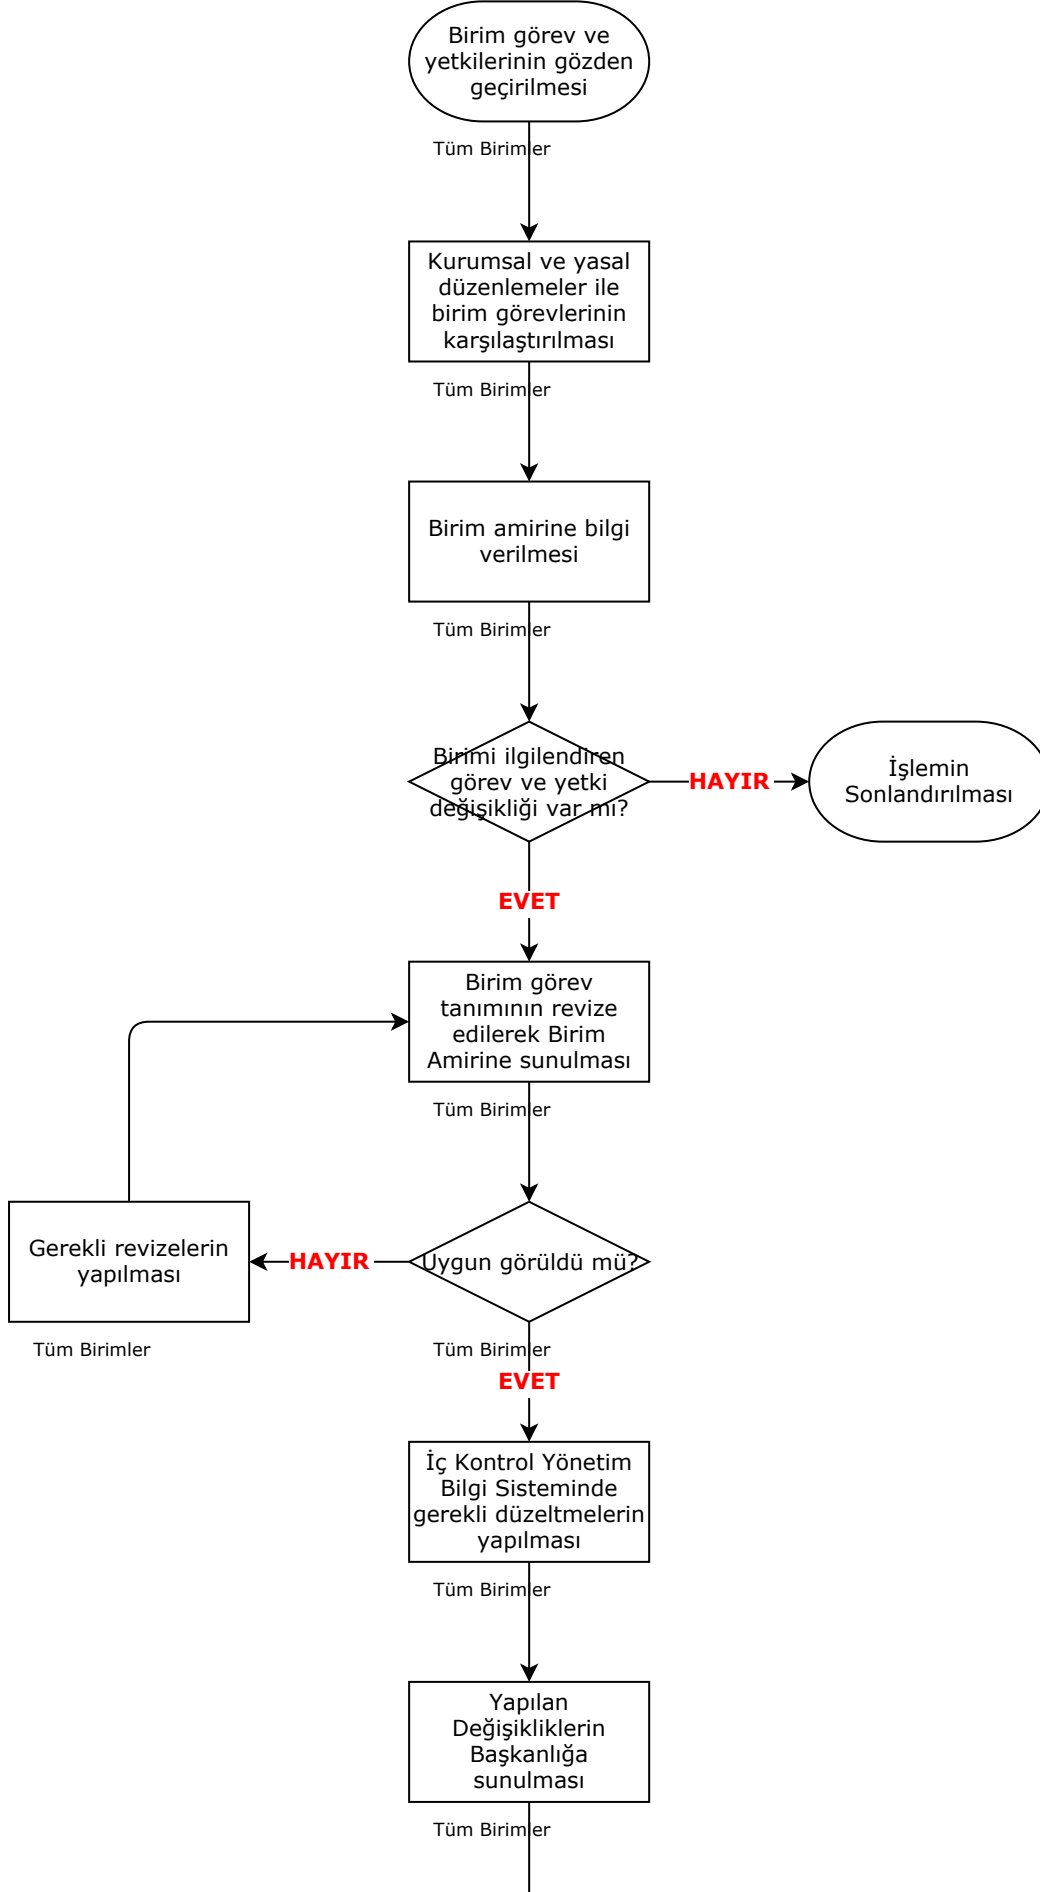 Birim görev ve
yetkilerinin gözden
geçirilmesi
Tüm Birimler
Kurumsal ve yasal
düzenlemeler ile
birim görevlerinin
karşılaştırılması
Tüm Birimler
Birim amirine bilgi
verilmesi
Tüm Birimler
Birimi ilgilendiren
görev ve yetki
değişikliği var mı?
HAYIR
İşlemin
Sonlandırılması
EVET
Birim görev
tanımının revize
edilerek Birim
Amirine sunulması
Tüm Birimler
Uygun görüldü mü?
HAYIR
Gerekli revizelerin
yapılması
Tüm Birimler
Tüm Birimler
EVET
İç Kontrol Yönetim
Bilgi Sisteminde
gerekli düzeltmelerin
yapılması
Tüm Birimler
Yapılan
Değişikliklerin
Başkanlığa
sunulması
Tüm Birimler